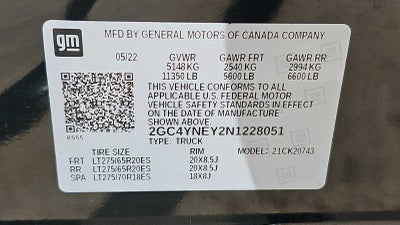 gm
MFD BY GENERAL MOTORS OF CANADA COMPANY
05/22 GVWR GAWR FRT GAWR RR
5148 KG 2540 KG 2994 KG
11350 LB 5600 LB 6600 LB
THIS VEHICLE CONFORMS TO ALL
APPLICABLE U.S. FEDERAL MOTOR
VEHICLE SAFETY STANDARDS IN EFFECT
ON THE DATE OF MANUFACTURE
SHOWN ABOVE.
2GC4YNEY2N1228051
8555 TYPE: TRUCK
TIRE SIZE RIM MODEL: 21CK20743
FRT LT275/65R20ES 20X8.5J
RR LT275/65R20ES 20X8.5J
SPA LT275/70R18ES 18X8J